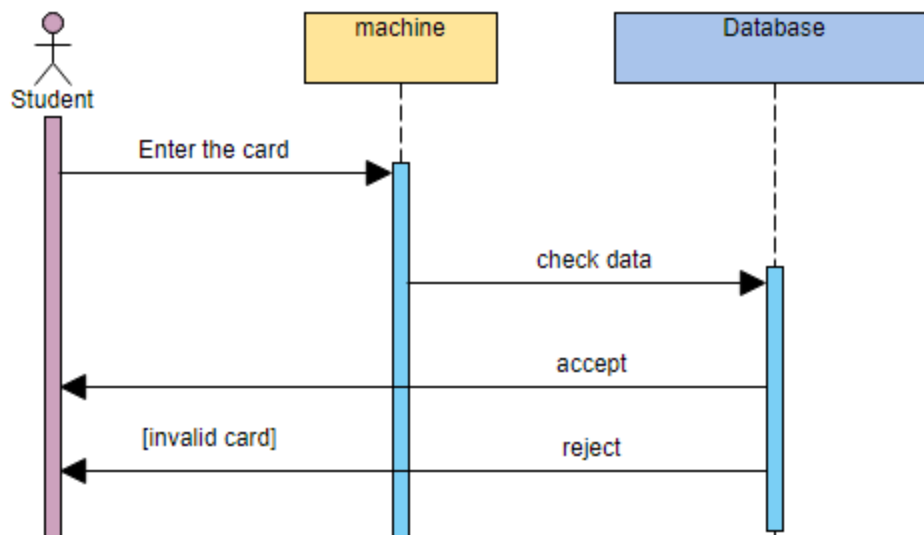 machine
Database
Student
Enter the card
check data
accept
[invalid card]
reject